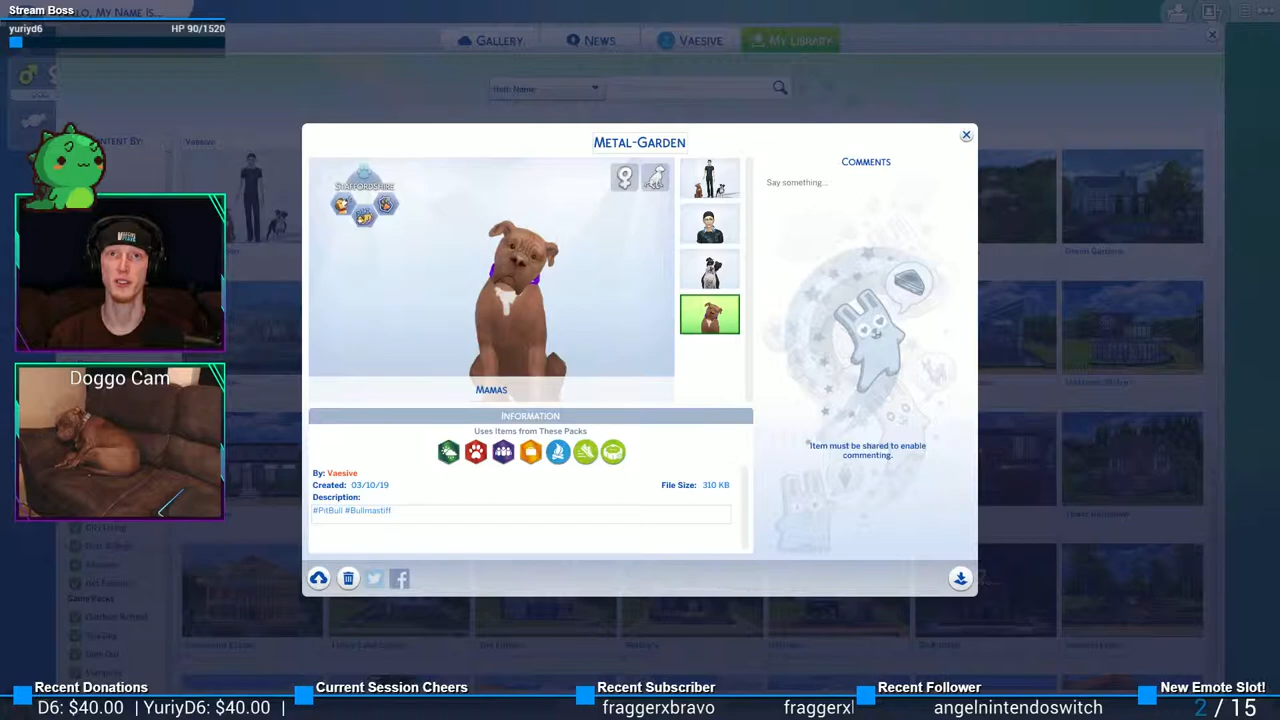 Stream Boss
yuriyd6
HP 90/1520
GALLERY
NEWS
VAESIVE
MY LIBRARY
METAL-GARDEN
STAFFORDSHIRE
COMMENTS
Say something...
Doggo Cam
MAMAS
INFORMATION
Uses Items from These Packs
By: Vaesive
Created: 03/10/19
File Size: 310 KB
Description:
#PitBull #Bullmastiff
Item must be shared to enable
commenting.
Recent Donations
D6: $40.00 | YuriyD6: $40.00 |
Current Session Cheers
Recent Subscriber
fraggerxbravo
fraggerxl
Recent Follower
angelnintendoswitch
New Emote Slot!
2 / 15